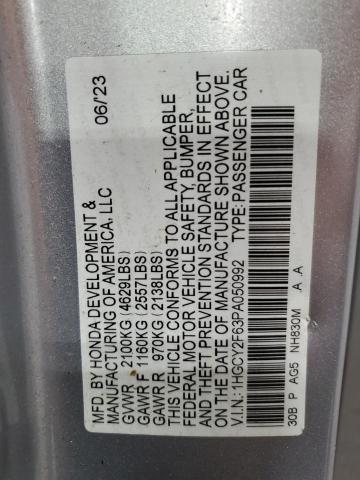 MFD. BY HONDA DEVELOPMENT & 06/'23
MANUFACTURING OF AMERICA, LLC
GVWR 2100KG (4629LBS)
GAWR F 1160KG (2557LBS)
GAWR R 970KG (2138LBS)
THIS VEHICLE CONFORMS TO ALL APPLICABLE
FEDERAL MOTOR VEHICLE SAFETY, BUMPER,
AND THEFT PREVENTION STANDARDS IN EFFECT
ON THE DATE OF MANUFACTURE SHOWN ABOVE.
V.I.N.: 1HGCY2F63PA050992 TYPE: PASSENGER CAR
30B P AG5 NH830M A A